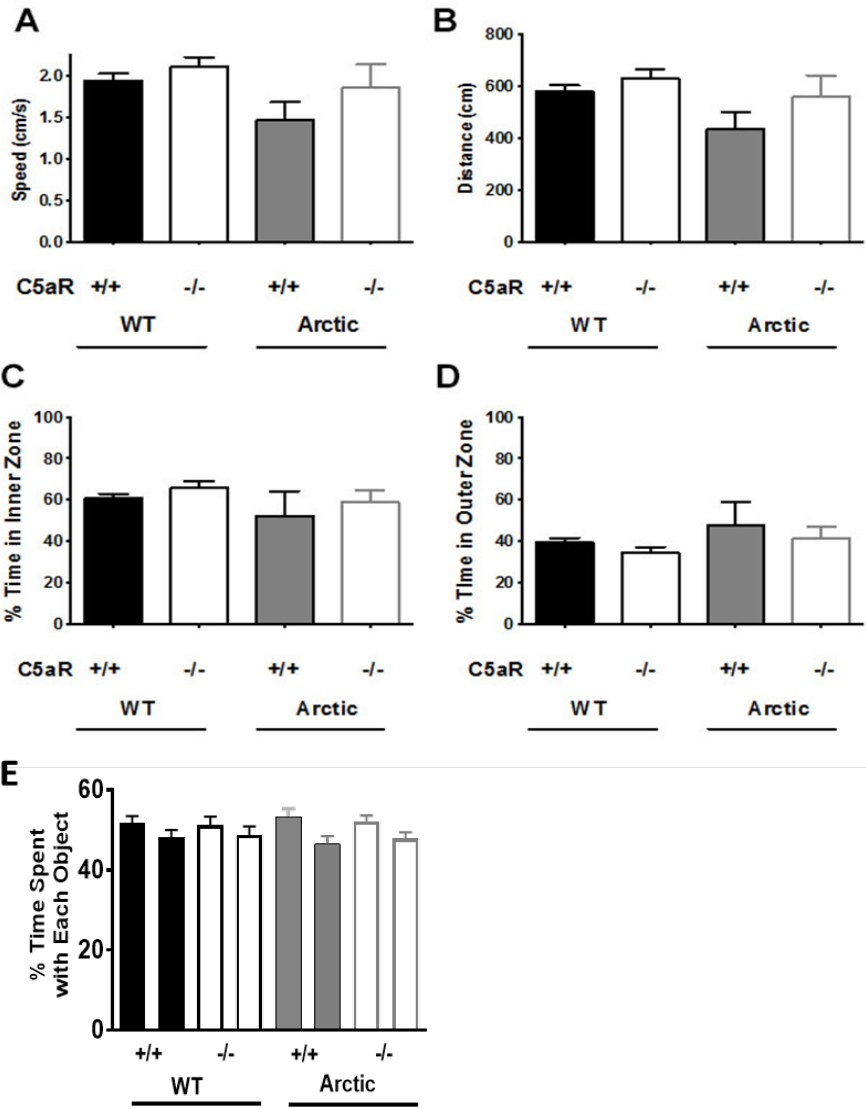 A
Speed (cm/s)
2.0
1.5
1.0
0.5
0.0
C5aR +/+ -/- +/+ -/-
WT Arctic
B
Distance (cm)
800
600
400
200
0
C5aR +/+ -/- +/+ -/-
WT Arctic
C
% Time in Inner Zone
100
80
60
40
20
0
C5aR +/+ -/- +/+ -/-
WT Arctic
D
% TIme in Outer Zone
100
80
60
40
20
0
C5aR +/+ -/- +/+ -/-
WT Arctic
E
% Time Spent
with Each Object
60
40
20
0
+/+ -/- +/+ -/-
WT Arctic